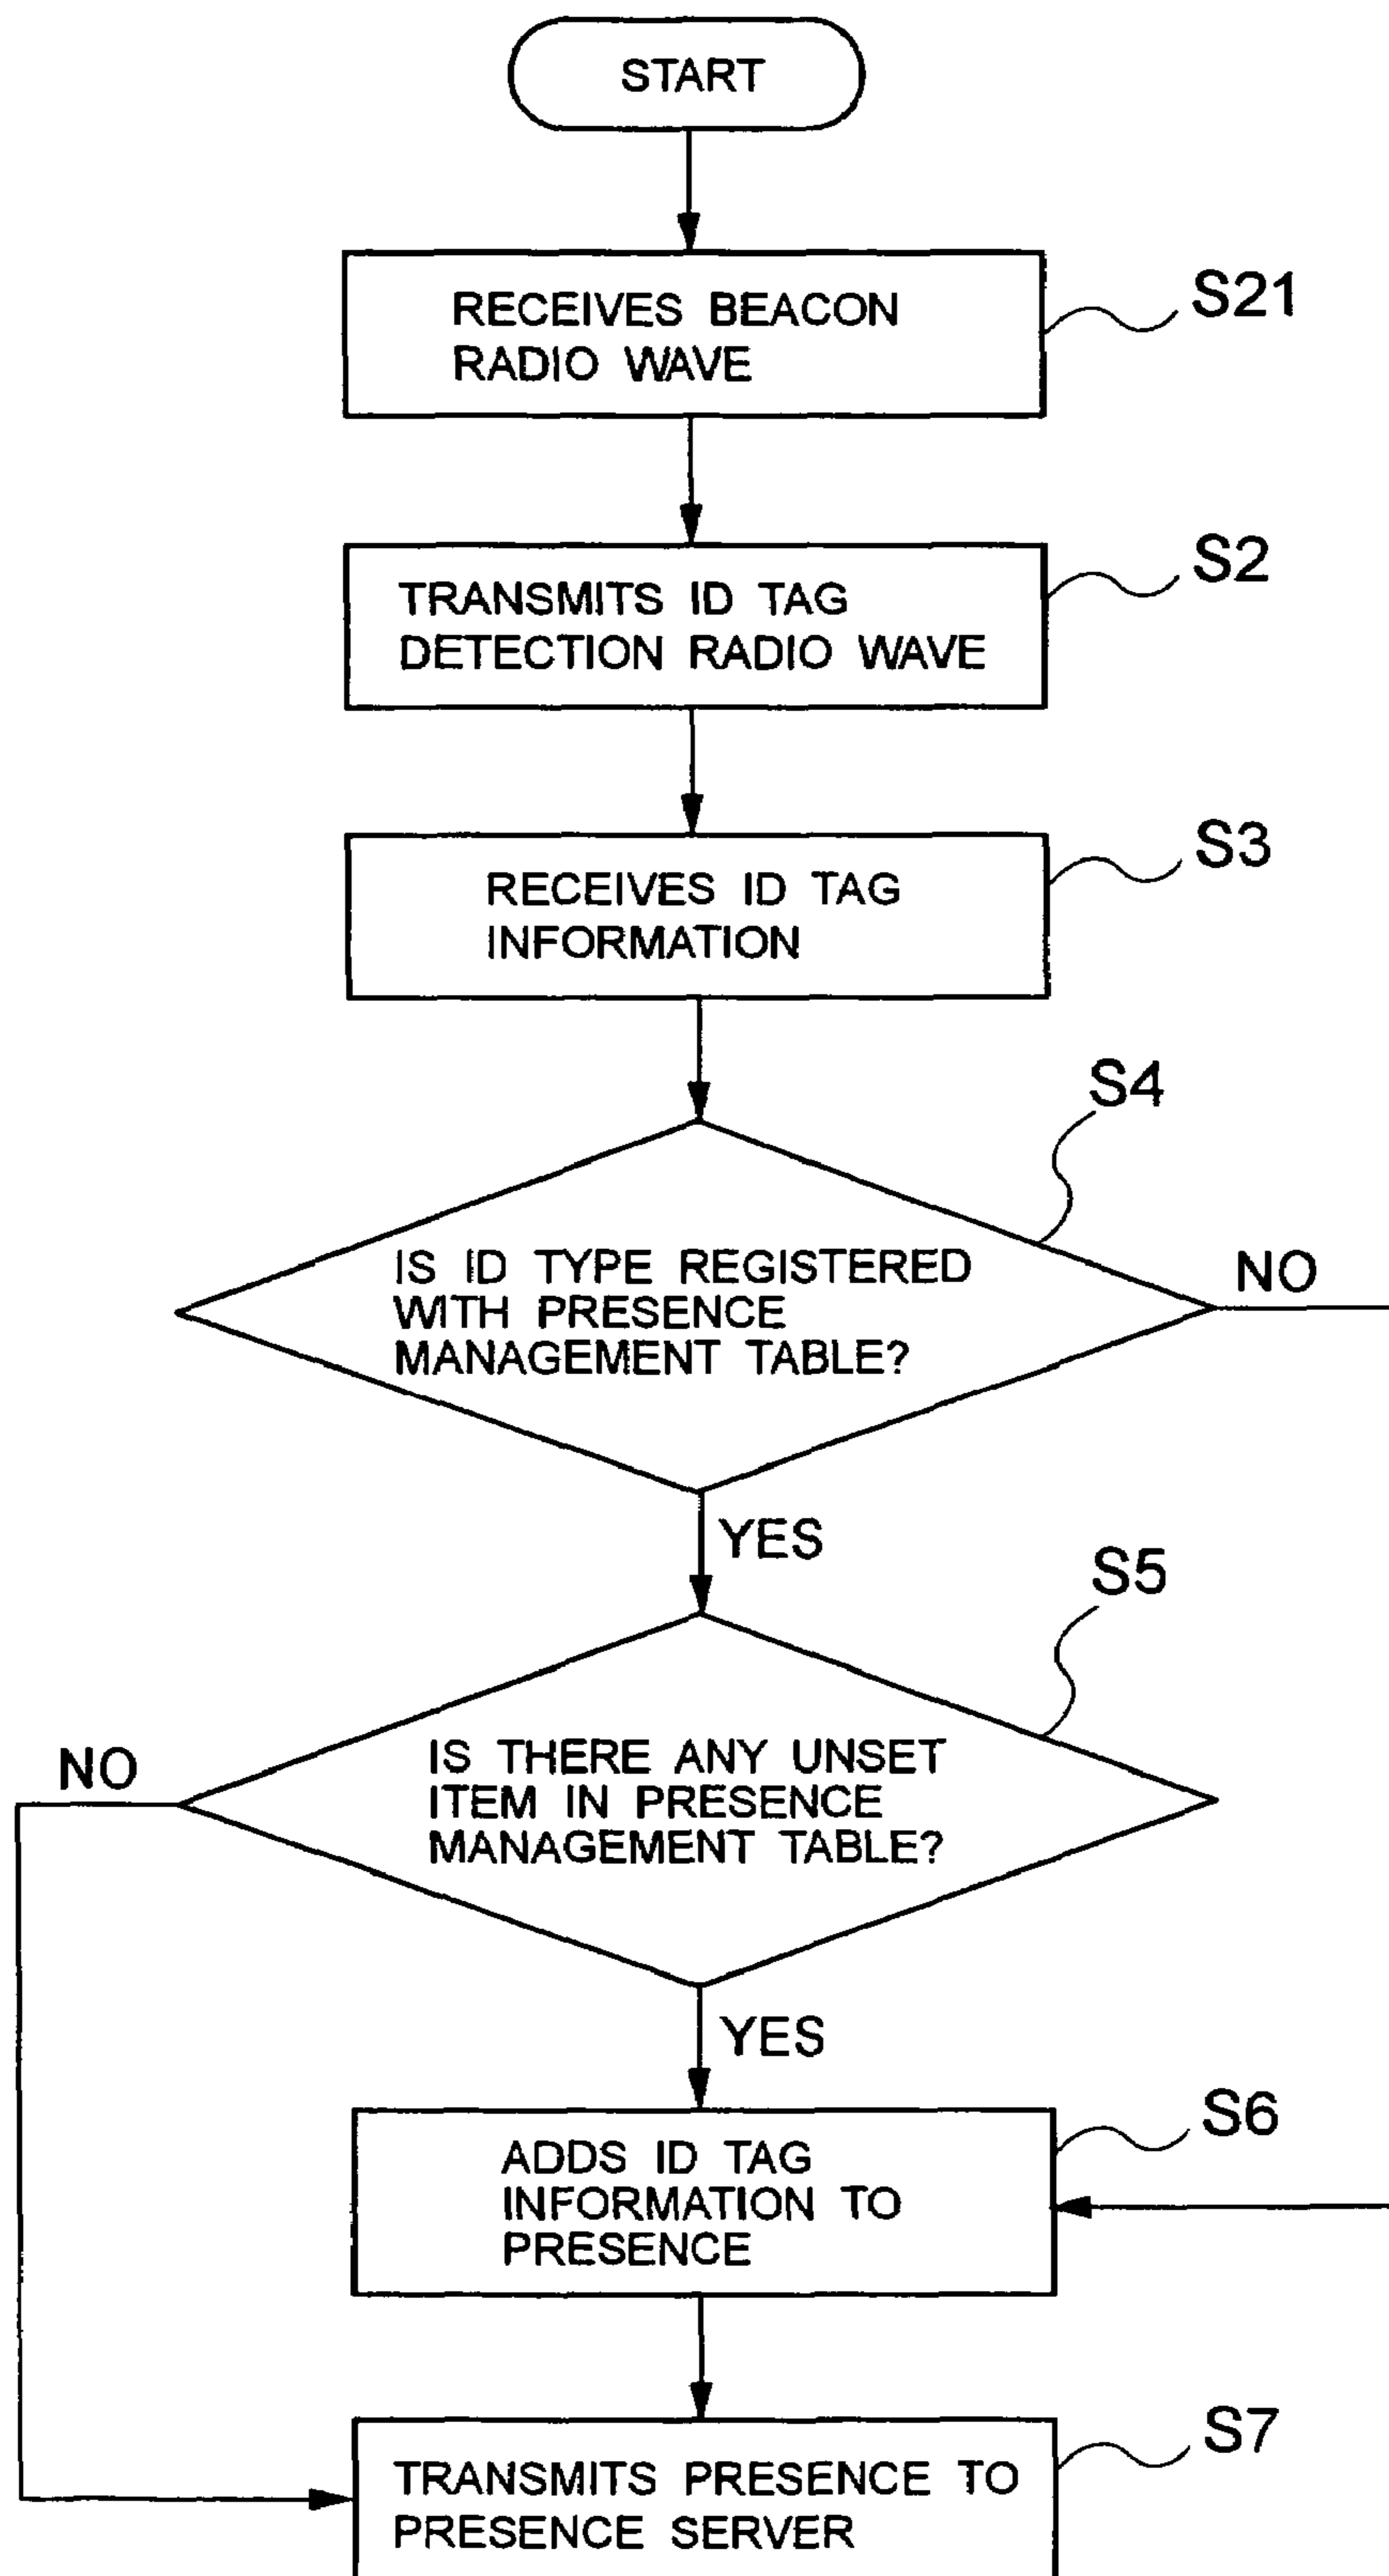 START
RECEIVES BEACON
RADIO WAVE
S21
TRANSMITS ID TAG
DETECTION RADIO WAVE
S2
RECEIVES ID TAG
INFORMATION
S3
S4
IS ID TYPE REGISTERED
WITH PRESENCE
MANAGEMENT TABLE?
NO
YES
S5
IS THERE ANY UNSET
ITEM IN PRESENCE
MANAGEMENT TABLE?
NO
YES
S6
ADDS ID TAG
INFORMATION TO
PRESENCE
S7
TRANSMITS PRESENCE TO
PRESENCE SERVER